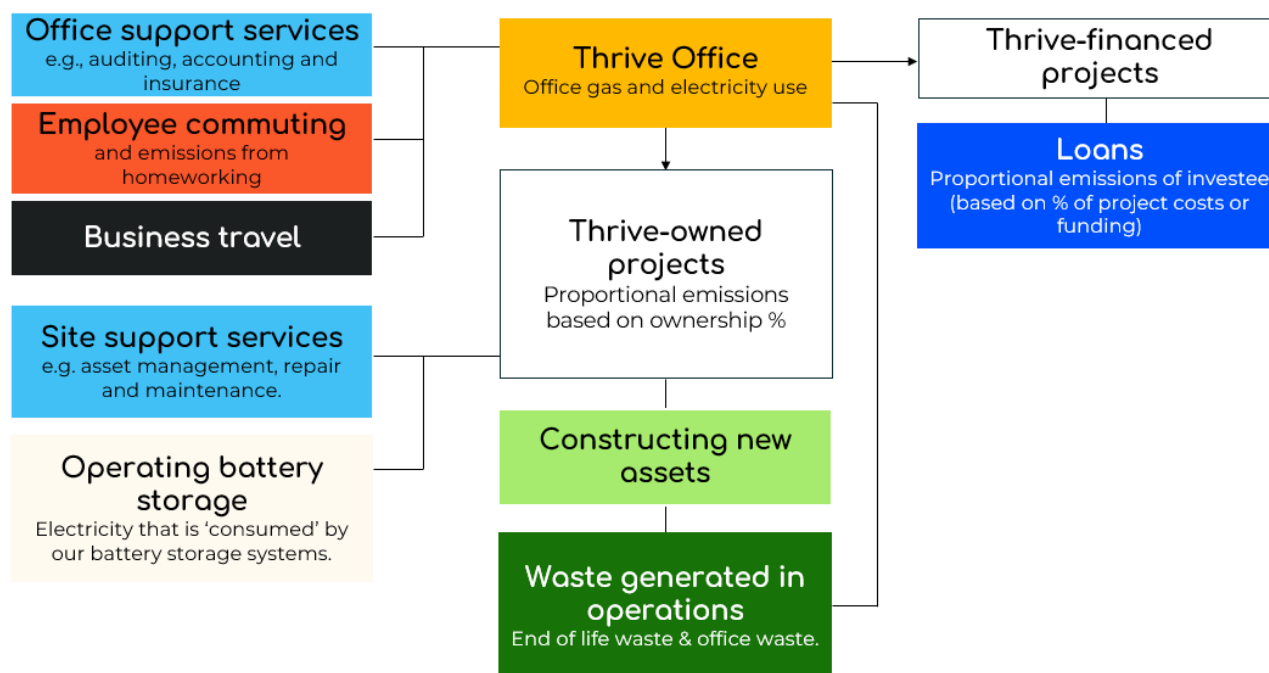 Office support services
e.g., auditing, accounting and
insurance
Employee commuting
and emissions from
homeworking
Business travel
Site support services
e.g. asset management, repair
and maintenance.
Operating battery
storage
Electricity that is ‘consumed’ by
our battery storage systems.
Thrive Office
Office gas and electricity use
Thrive-owned
projects
Proportional emissions
based on ownership %
Constructing new
assets
Waste generated in
operations
End of life waste & office waste.
Thrive-financed
projects
Loans
Proportional emissions of investee
(based on % of project costs or
funding)